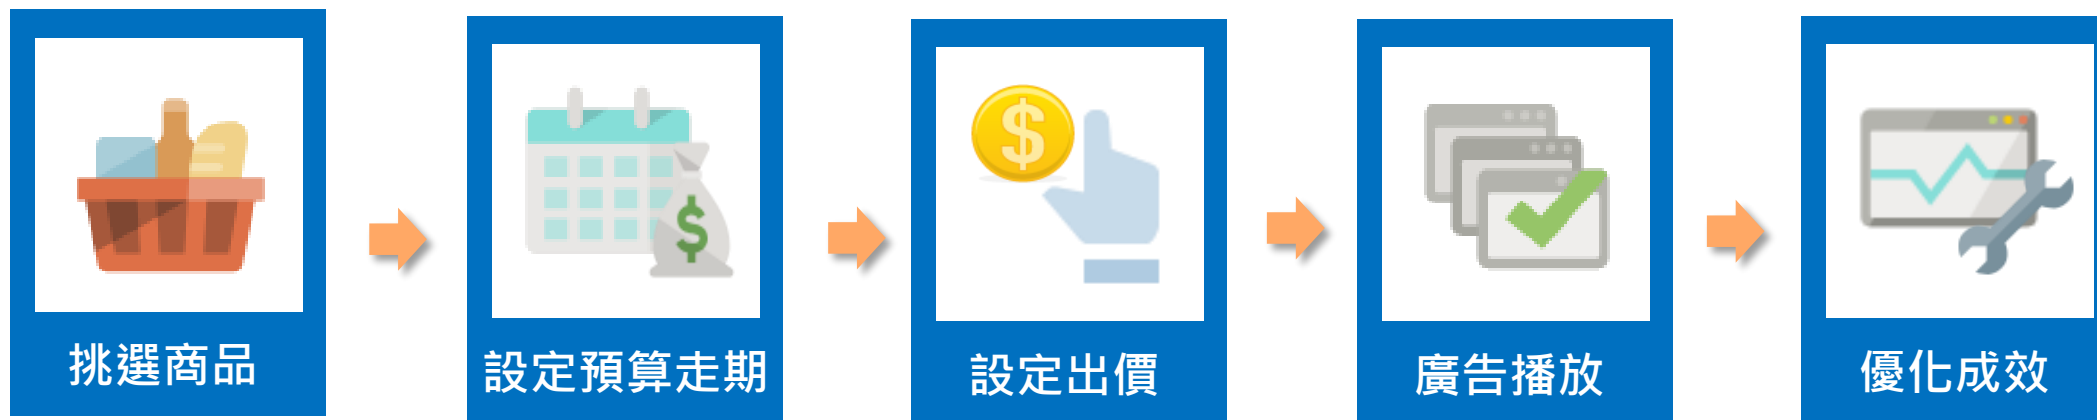 挑選商品
設定預算走期
設定出價
廣告播放
優化成效